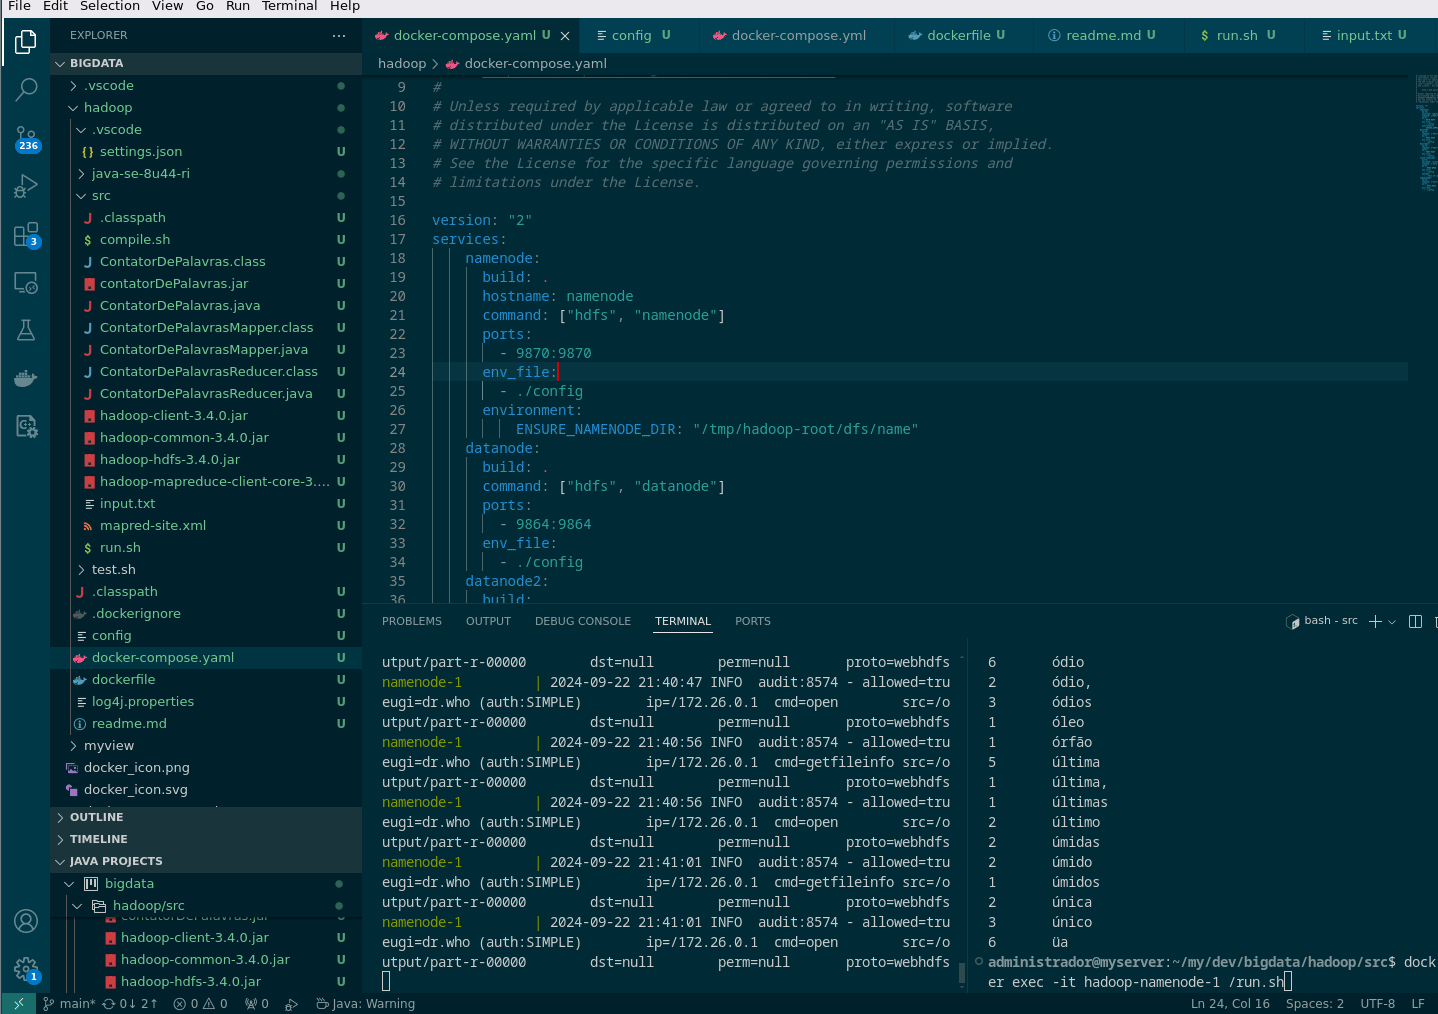 File Edit Selection View Go Run Terminal Help
EXPLORER ···
BIGDATA
.vscode
hadoop
.vscode
{} settings.json U
java-se-8u44-ri
src
.classpath U
$ compile.sh U
ContatorDePalavras.class U
contatorDePalavras.jar U
ContatorDePalavras.java U
ContatorDePalavrasMapper.class U
ContatorDePalavrasMapper.java U
ContatorDePalavrasReducer.class U
ContatorDePalavrasReducer.java U
hadoop-client-3.4.0.jar U
hadoop-common-3.4.0.jar U
hadoop-hdfs-3.4.0.jar U
hadoop-mapreduce-client-core-3.... U
input.txt U
mapred-site.xml U
$ run.sh U
test.sh
.classpath U
.dockerignore U
config U
docker-compose.yaml U
dockerfile U
log4j.properties U
readme.md U
myview
docker_icon.png
docker_icon.svg
OUTLINE
TIMELINE
JAVA PROJECTS
bigdata
hadoop/src
contatorDePalavras.jar
hadoop-client-3.4.0.jar U
hadoop-common-3.4.0.jar U
hadoop-hdfs-3.4.0.jar U
236
3
1
docker-compose.yaml U config U docker-compose.yml dockerfile U readme.md U $ run.sh U input.txt U
hadoop > docker-compose.yaml
9 #
10 # Unless required by applicable law or agreed to in writing, software
11 # distributed under the License is distributed on an "AS IS" BASIS,
12 # WITHOUT WARRANTIES OR CONDITIONS OF ANY KIND, either express or implied.
13 # See the License for the specific language governing permissions and
14 # limitations under the License.
15
16 version: "2"
17 services:
18 namenode:
19 build: .
20 hostname: namenode
21 command: ["hdfs", "namenode"]
22 ports:
23 - 9870:9870
24 env_file:
25 - ./config
26 environment:
27 ENSURE_NAMENODE_DIR: "/tmp/hadoop-root/dfs/name"
28 datanode:
29 build: .
30 command: ["hdfs", "datanode"]
31 ports:
32 - 9864:9864
33 env_file:
34 - ./config
35 datanode2:
36 build:
PROBLEMS OUTPUT DEBUG CONSOLE TERMINAL PORTS
bash - src
utput/part-r-00000 dst=null perm=null proto=webhdfs
namenode-1 | 2024-09-22 21:40:47 INFO audit:8574 - allowed=tru
eugi=dr.who (auth:SIMPLE) ip=/172.26.0.1 cmd=open src=/o
utput/part-r-00000 dst=null perm=null proto=webhdfs
namenode-1 | 2024-09-22 21:40:56 INFO audit:8574 - allowed=tru
eugi=dr.who (auth:SIMPLE) ip=/172.26.0.1 cmd=getfileinfo src=/o
utput/part-r-00000 dst=null perm=null proto=webhdfs
namenode-1 | 2024-09-22 21:40:56 INFO audit:8574 - allowed=tru
eugi=dr.who (auth:SIMPLE) ip=/172.26.0.1 cmd=open src=/o
utput/part-r-00000 dst=null perm=null proto=webhdfs
namenode-1 | 2024-09-22 21:41:01 INFO audit:8574 - allowed=tru
eugi=dr.who (auth:SIMPLE) ip=/172.26.0.1 cmd=getfileinfo src=/o
utput/part-r-00000 dst=null perm=null proto=webhdfs
namenode-1 | 2024-09-22 21:41:01 INFO audit:8574 - allowed=tru
eugi=dr.who (auth:SIMPLE) ip=/172.26.0.1 cmd=open src=/o
utput/part-r-00000 dst=null perm=null proto=webhdfs
6 ódio
2 ódio,
3 ódios
1 óleo
1 órfão
5 última
1 última,
1 últimas
2 último
2 úmidas
2 úmido
1 úmidos
2 única
3 único
6 üa
administrador@myserver:~/my/dev/bigdata/hadoop/src$ dock
er exec -it hadoop-namenode-1 /run.sh
main* 0↓ 2↑ 0 0 0 Java: Warning Ln 24, Col 16 Spaces: 2 UTF-8 LF